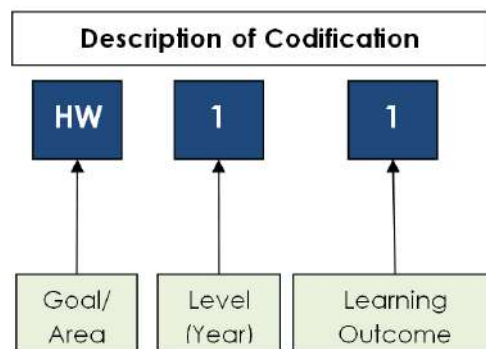 Description of Codification
HW 1 1
Goal/ Level Learning
Area (Year) Outcome